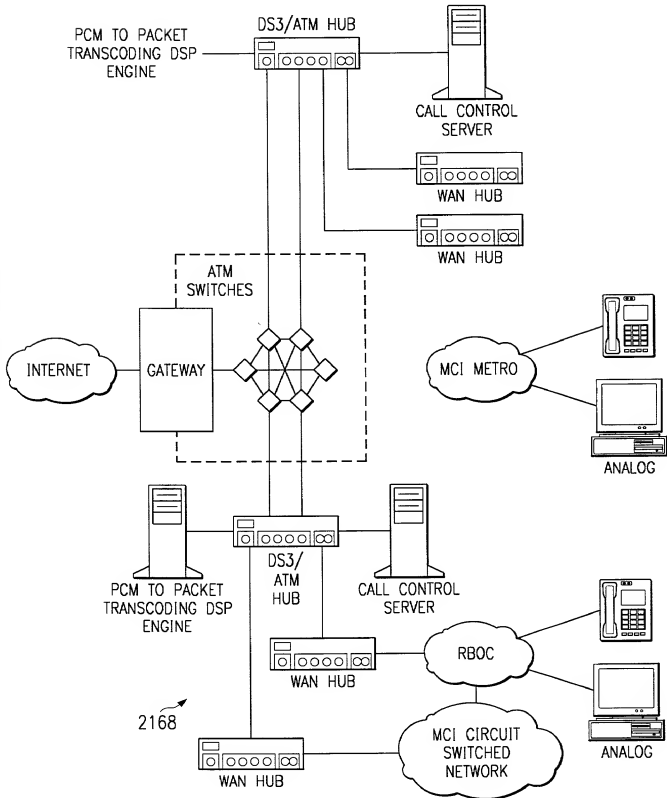 DS3/ATM HUB
PCM TO PACKET
TRANSCODING DSP
ENGINE
CALL CONTROL
SERVER
WAN HUB
WAN HUB
ATM
SWITCHES
INTERNET
GATEWAY
MCI METRO
ANALOG
DS3/
ATM
HUB
PCM TO PACKET
TRANSCODING DSP
ENGINE
CALL CONTROL
SERVER
WAN HUB
RBOC
2168
MCI CIRCUIT
SWITCHED
NETWORK
ANALOG
WAN HUB